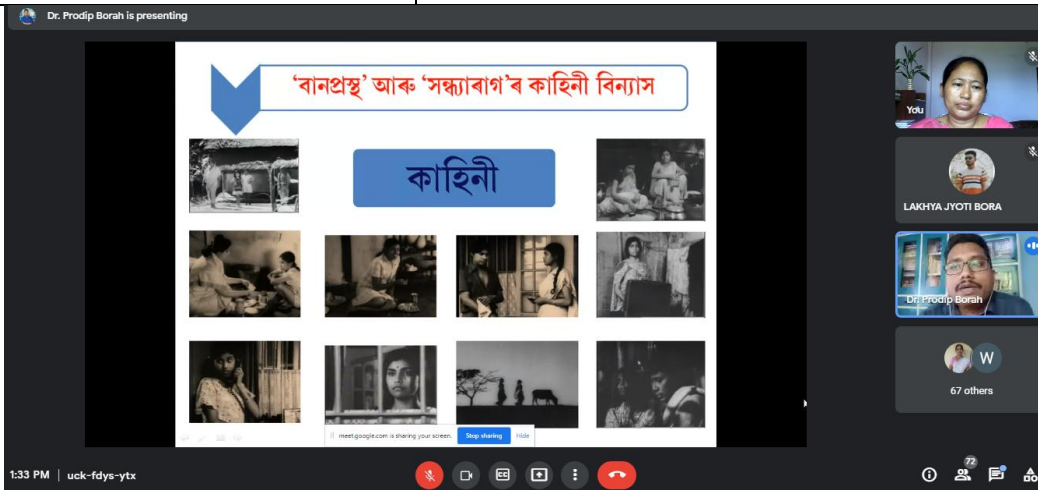 Dr. Prodip Borah is presenting
‘বানপ্ৰস্থ’ আৰু ‘সন্ধ্যাৰাগ’ৰ কাহিনী বিন্যাস
কাহিনী
You
LAKHYA JYOTI BORA
Dr. Prodip Borah
W
67 others
meet.google.com is sharing your screen.
Stop sharing
Hide
1:33 PM | uck-fdys-ytx
CC
72